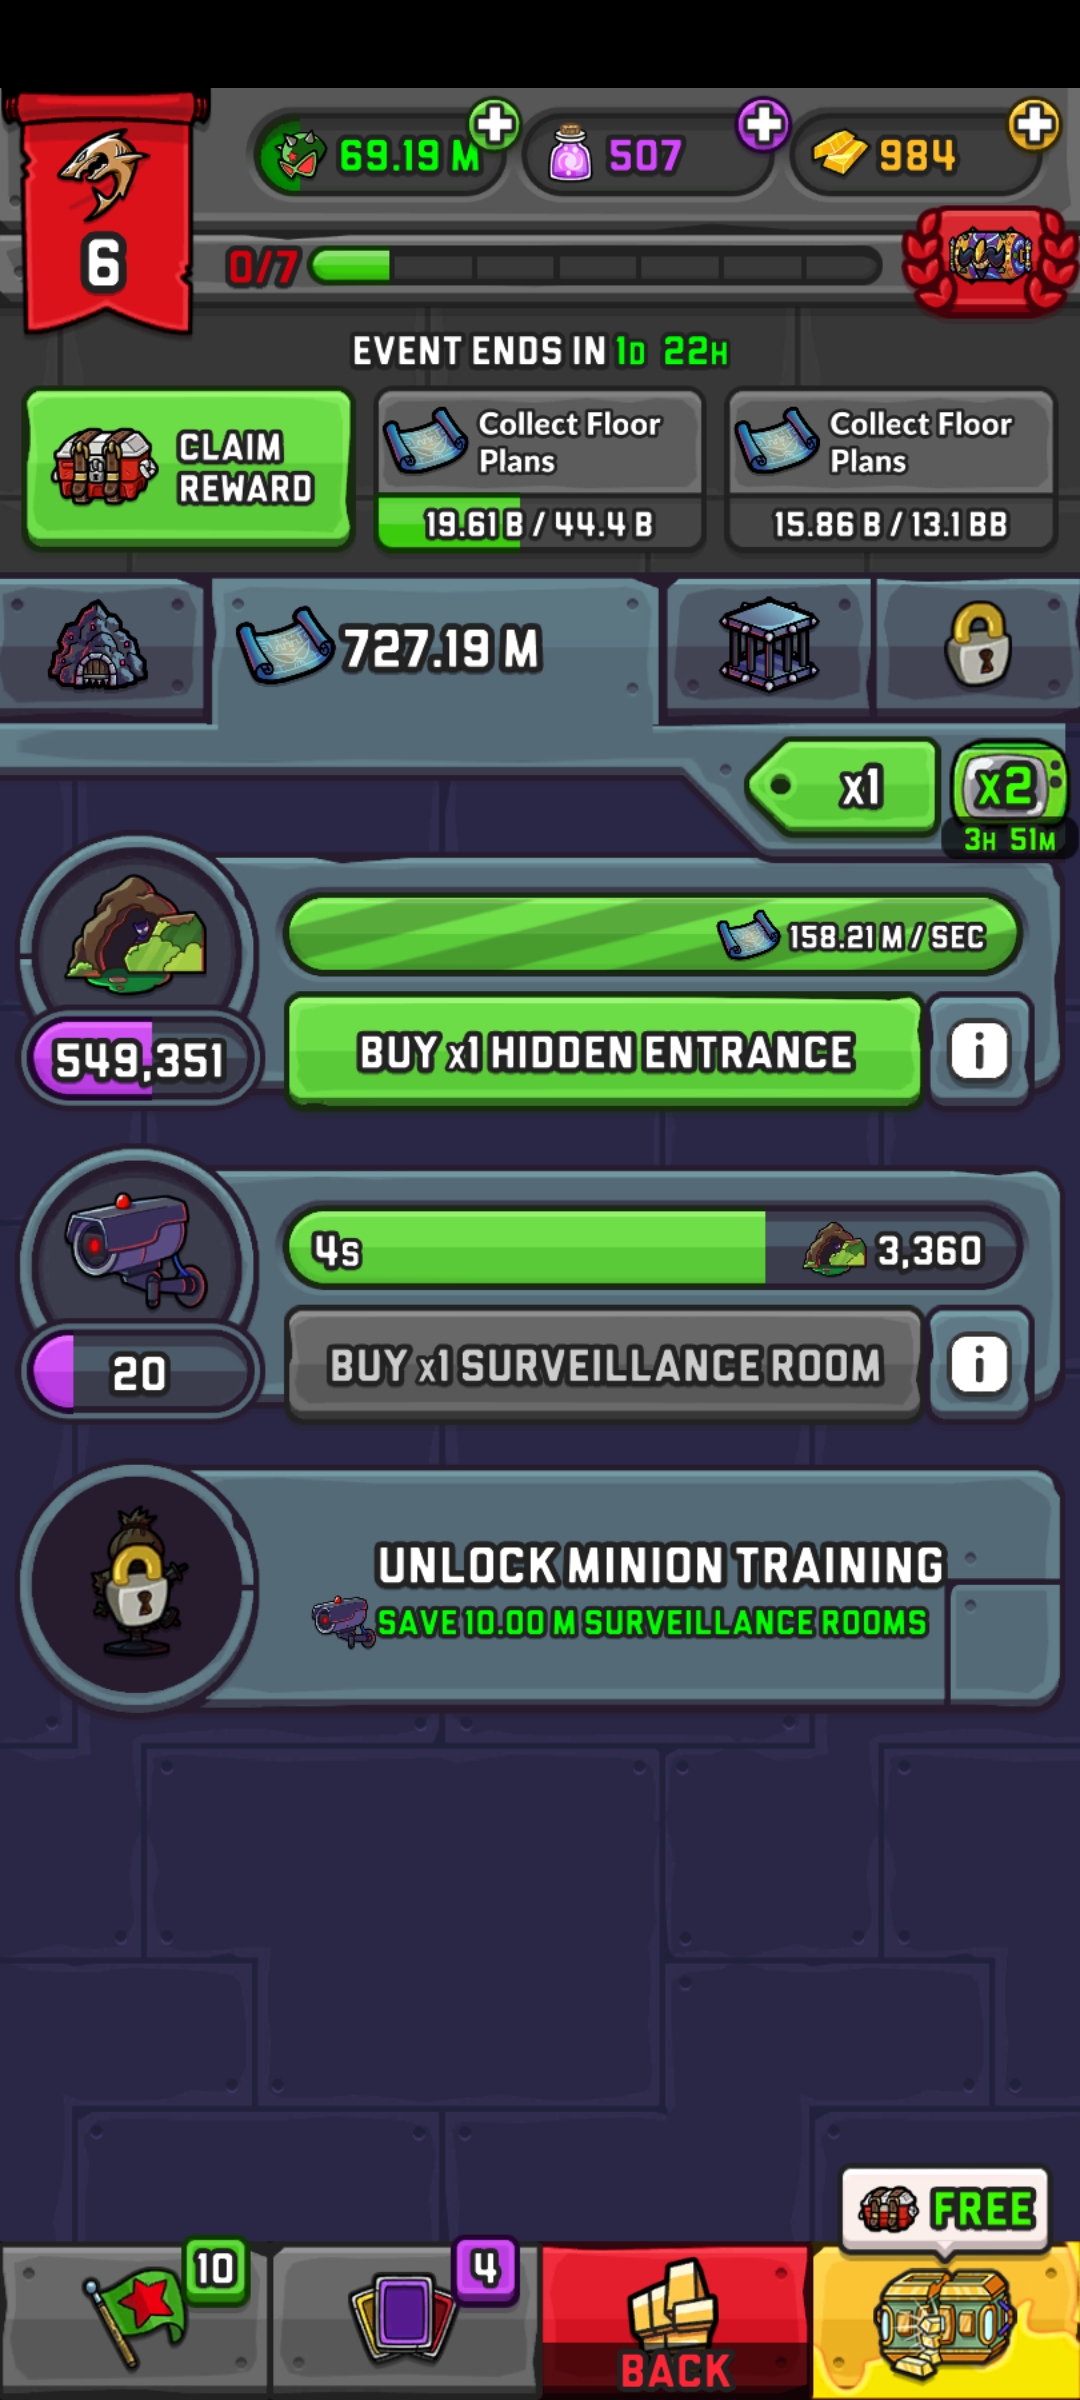 69.19 M
507
984
6
0/7
EVENT ENDS IN 1D 22H
CLAIM
REWARD
Collect Floor
Plans
19.61 B / 44.4 B
Collect Floor
Plans
15.86 B / 13.1 BB
727.19 M
x1
x2
3H 51M
158.21 M / SEC
549,351
BUY x1 HIDDEN ENTRANCE
i
4s
3,360
20
BUY x1 SURVEILLANCE ROOM
i
UNLOCK MINION TRAINING
SAVE 10.00 M SURVEILLANCE ROOMS
FREE
10
4
BACK